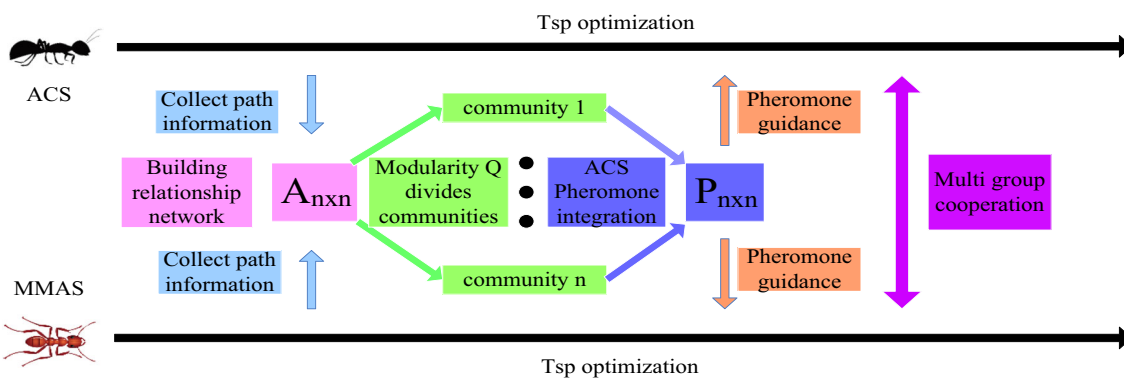 Tsp optimization
ACS
Collect path
information
community 1
Pheromone
guidance
Building
relationship
network
Anxn
Modularity Q
divides
communities
ACS
Pheromone
integration
Pnxn
Multi group
cooperation
Collect path
information
community n
Pheromone
guidance
MMAS
Tsp optimization